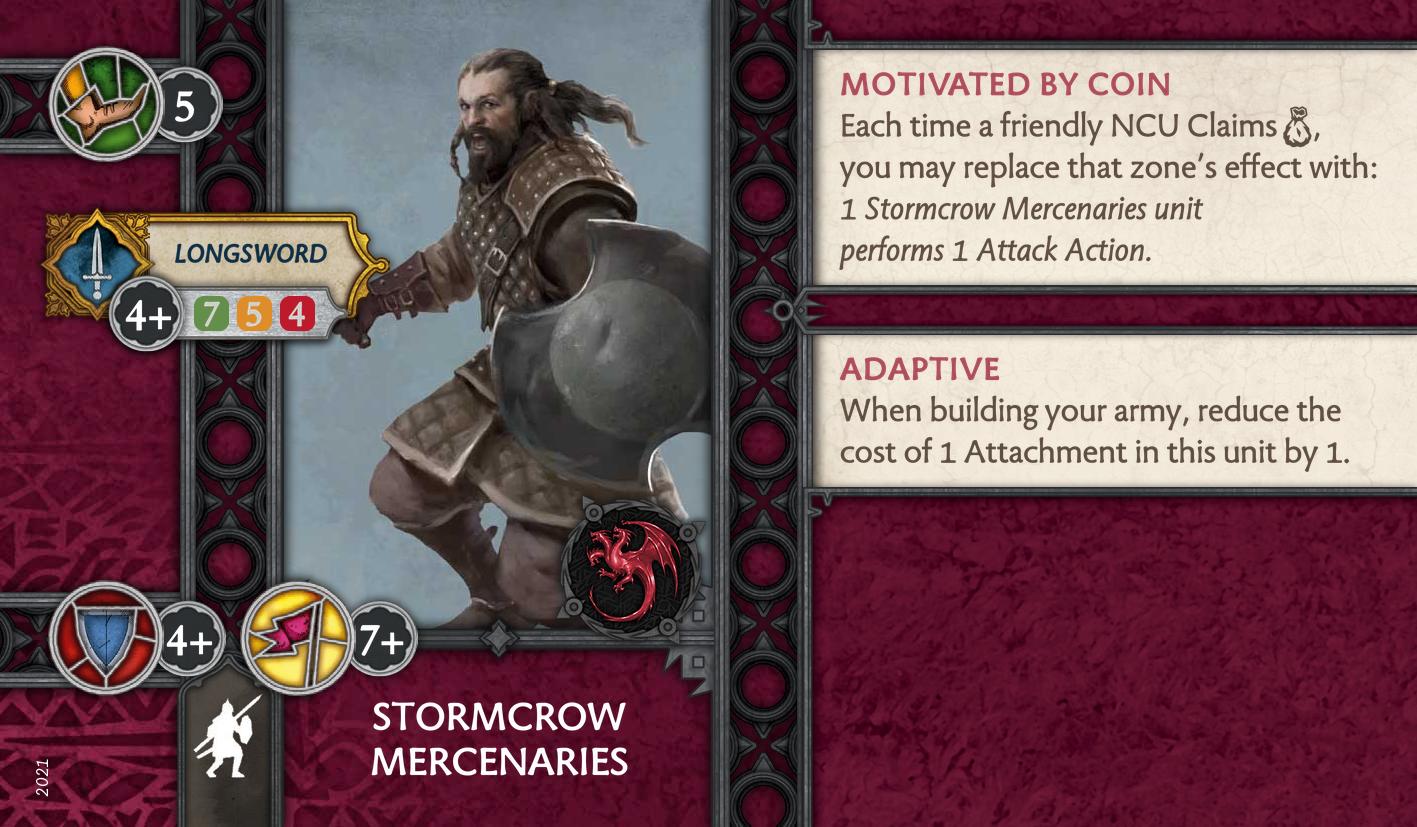 5
LONGSWORD
4+ 7 5 4
4+ 7+
STORMCROW
MERCENARIES
2021
MOTIVATED BY COIN
Each time a friendly NCU Claims ,
you may replace that zone's effect with:
1 Stormcrow Mercenaries unit
performs 1 Attack Action.
ADAPTIVE
When building your army, reduce the
cost of 1 Attachment in this unit by 1.